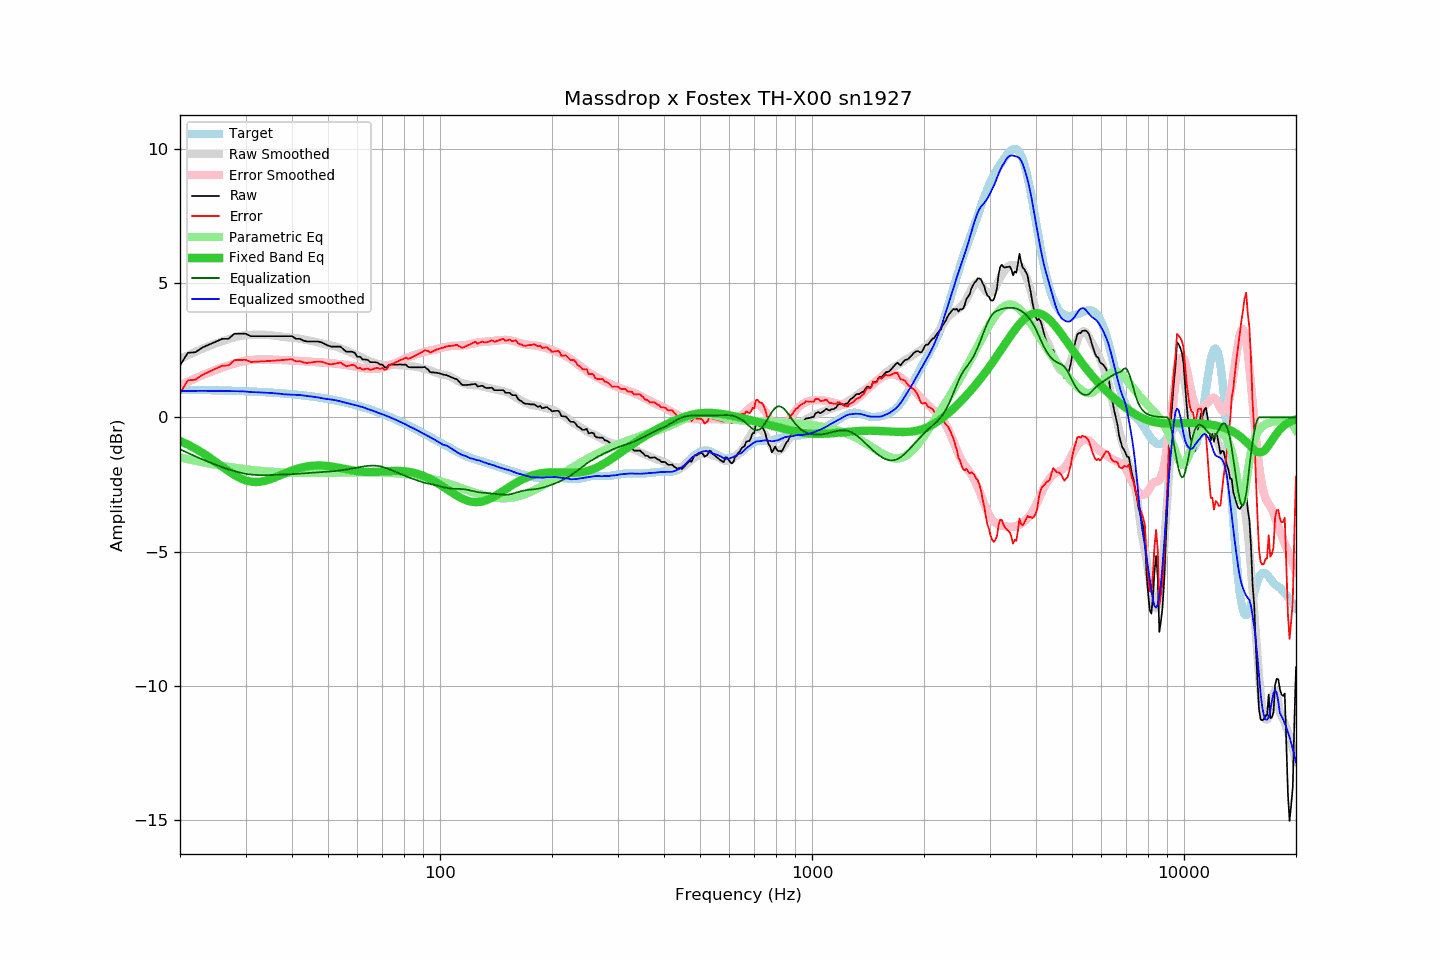 Massdrop x Fostex TH-X00 sn1927
Target
Raw Smoothed
Error Smoothed
Raw
Error
Parametric Eq
Fixed Band Eq
Equalization
Equalized smoothed
10
5
0
−5
−10
−15
Amplitude (dBr)
100
1000
10000
Frequency (Hz)